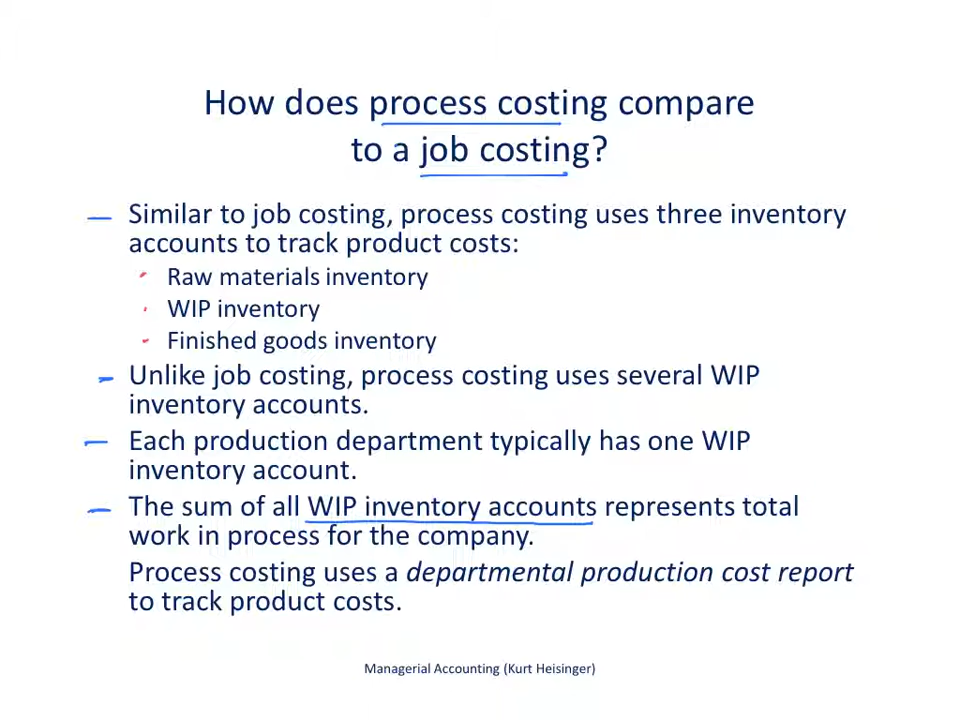 How does process costing compare
to a job costing?
Similar to job costing, process costing uses three inventory
accounts to track product costs:
Raw materials inventory
WIP inventory
Finished goods inventory
Unlike job costing, process costing uses several WIP
inventory accounts.
Each production department typically has one WIP
inventory account.
The sum of all WIP inventory accounts represents total
work in process for the company.
Process costing uses a departmental production cost report
to track product costs.
Managerial Accounting (Kurt Heisinger)